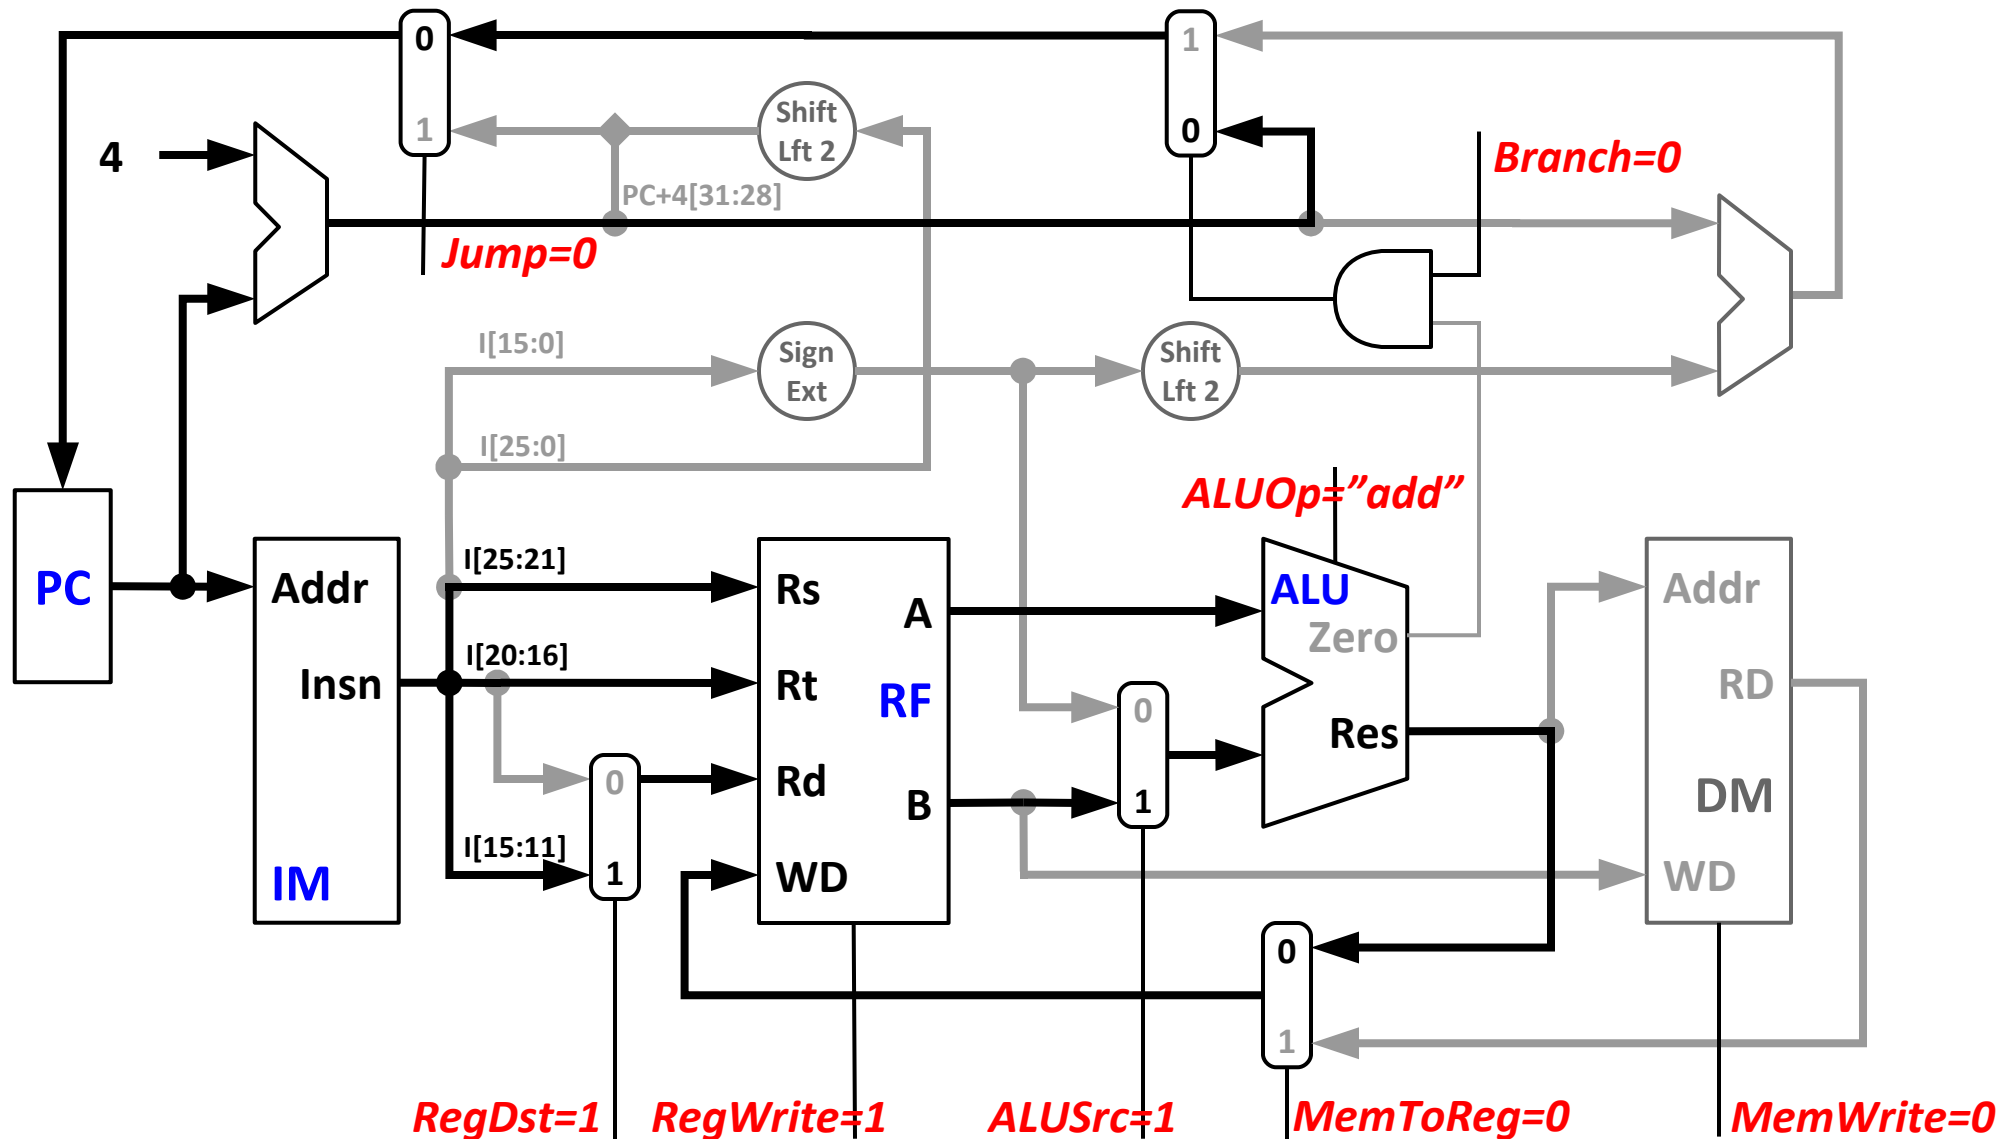 0
1
1
0
Shift
Lft 2
4
PC+4[31:28]
Branch=0
Jump=0
I[15:0]
Sign
Ext
Shift
Lft 2
I[25:0]
ALUOp=”add”
PC
Addr
Insn
IM
I[25:21]
I[20:16]
I[15:11]
0
1
Rs
Rt
Rd
WD
A
RF
B
0
1
ALU
Zero
Res
Addr
RD
DM
WD
0
1
RegDst=1
RegWrite=1
ALUSrc=1
MemToReg=0
MemWrite=0